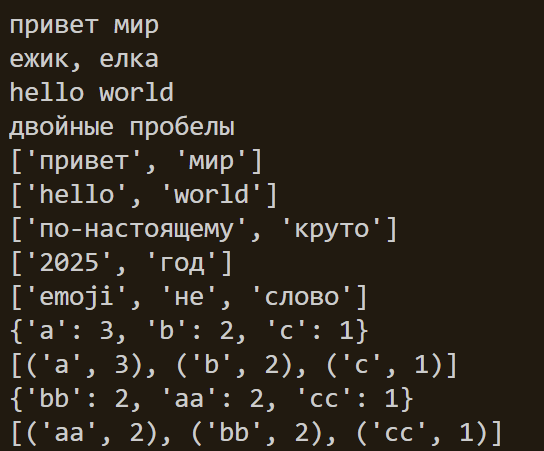 привет мир
ежик, елка
hello world
двойные пробелы
['привет', 'мир']
['hello', 'world']
['по-настоящему', 'круто']
['2025', 'год']
['emoji', 'не', 'слово']
{'a': 3, 'b': 2, 'c': 1}
[('a', 3), ('b', 2), ('c', 1)]
{'bb': 2, 'aa': 2, 'cc': 1}
[('aa', 2), ('bb', 2), ('cc', 1)]